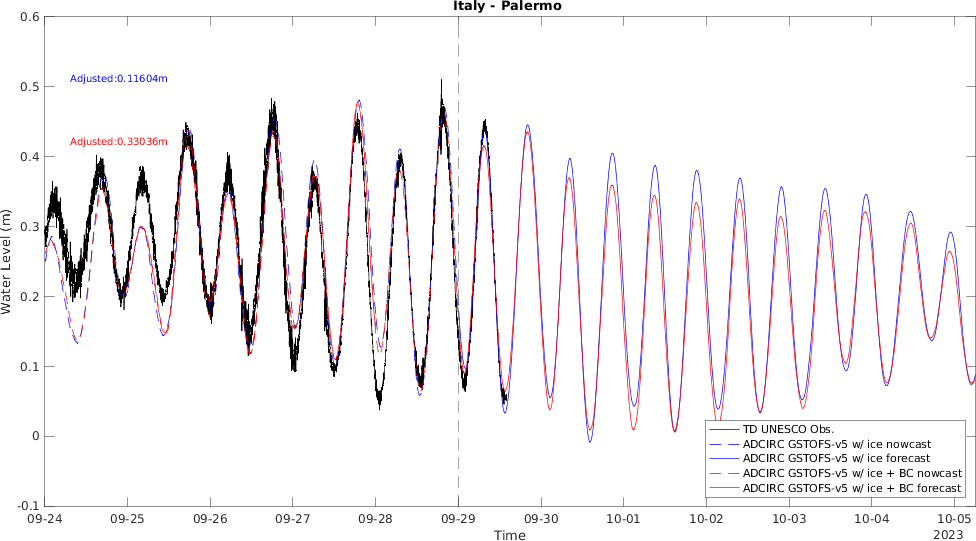 Italy - Palermo
Adjusted:0.11604m
Adjusted:0.33036m
Water Level (m)
0.6
0.5
0.4
0.3
0.2
0.1
0
-0.1
TD UNESCO Obs.
ADCIRC GSTOFS-v5 w/ ice nowcast
ADCIRC GSTOFS-v5 w/ ice forecast
ADCIRC GSTOFS-v5 w/ ice + BC nowcast
ADCIRC GSTOFS-v5 w/ ice + BC forecast
09-24 09-25 09-26 09-27 09-28 09-29 09-30 10-01 10-02 10-03 10-04 10-05
Time
2023